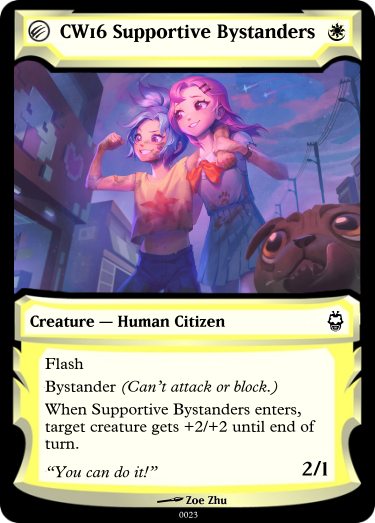 CW16 Supportive Bystanders
Creature — Human Citizen
Flash
Bystander (Can't attack or block.)
When Supportive Bystanders enters,
target creature gets +2/+2 until end of
turn.
“You can do it!”
2/1
Zoe Zhu
0023